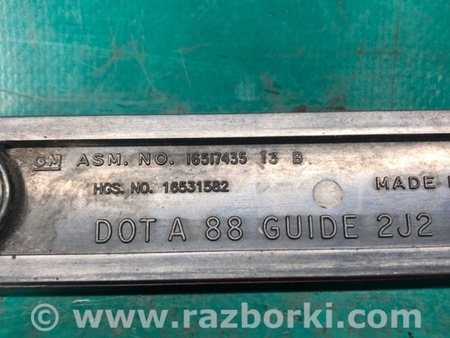 GM ASM. NO. 16517435 13 B
HGS. NO. 16531582
MADE
DOT A 88 GUIDE 2J2
www.razborki.com